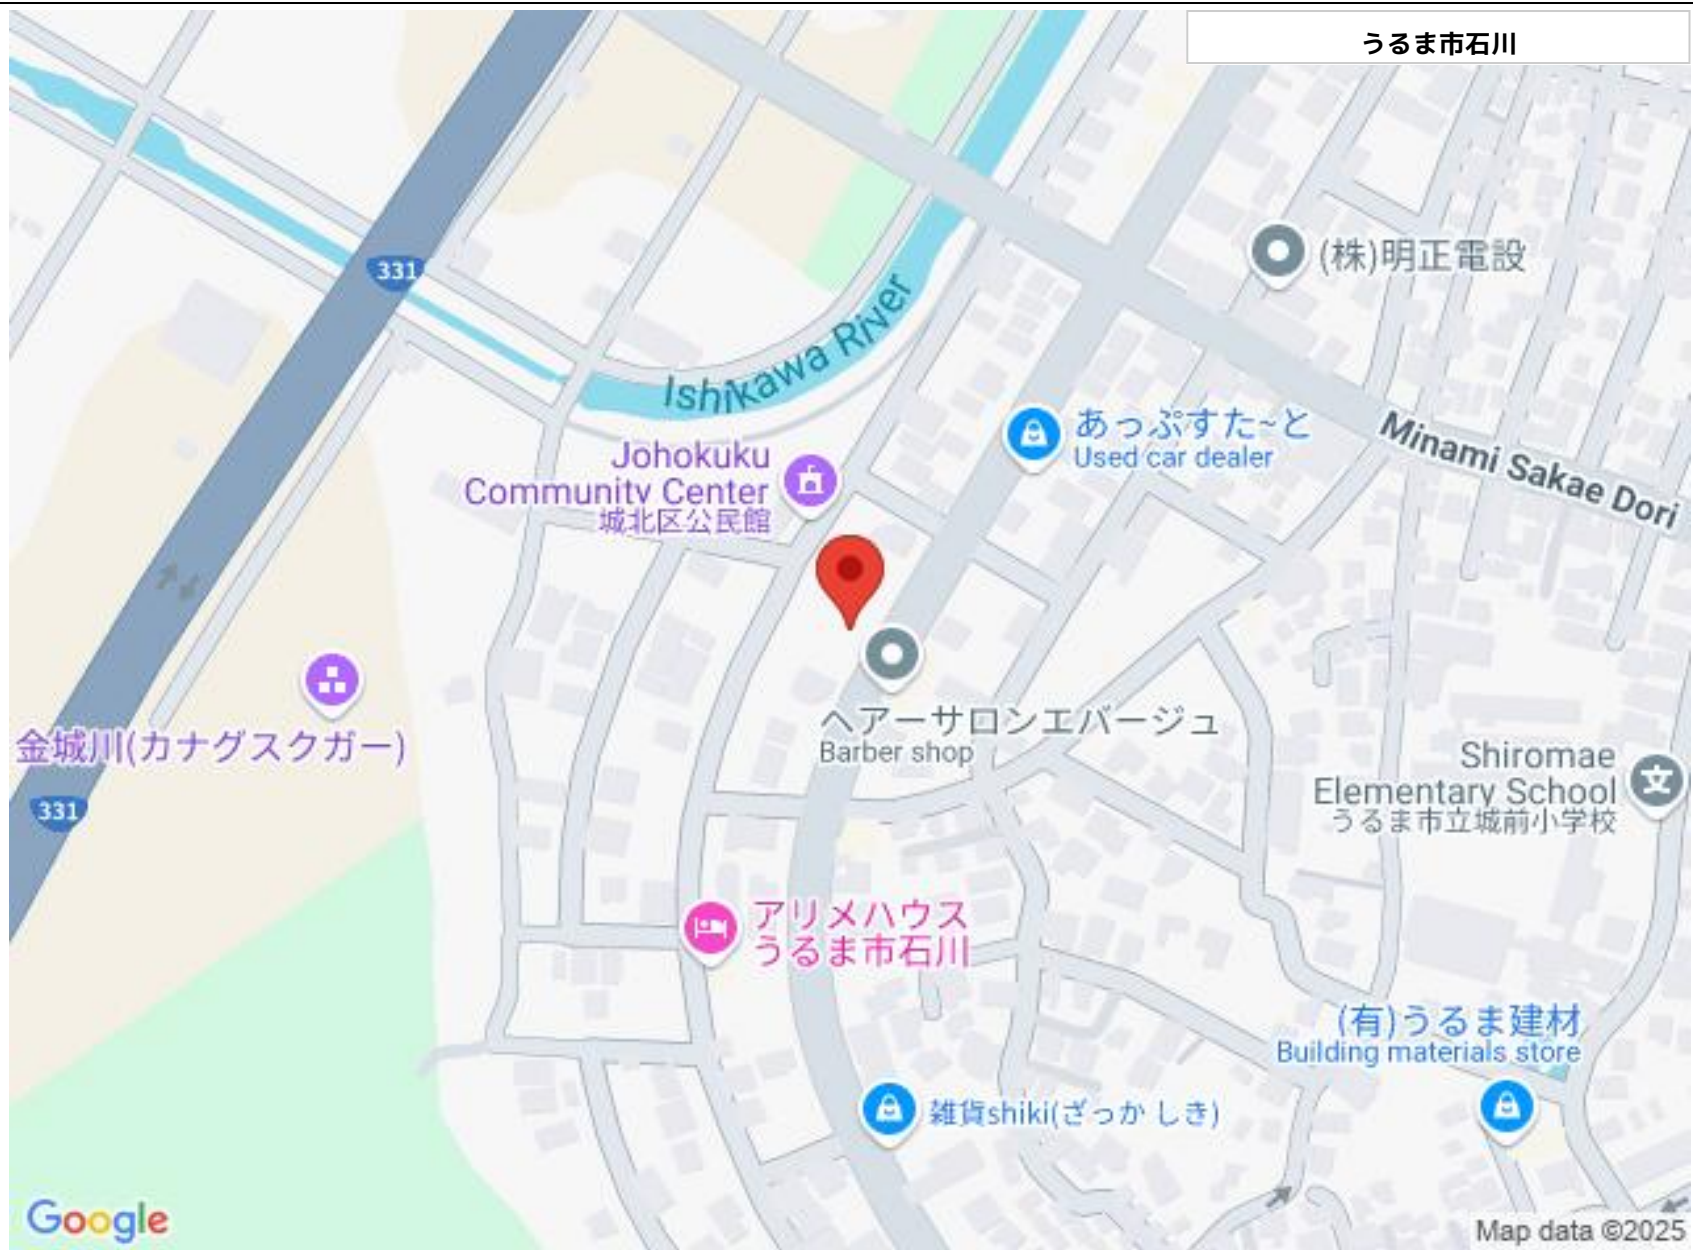 うるま市石川
(株)明正電設
331
Ishikawa River
あっぷすた~と
Used car dealer
Minami Sakae Dori
Johokuku
Community Center
城北区公民館
金城川(カナグスクガー)
ヘアーサロンエバージュ
Barber shop
Shiromae
Elementary School
うるま市立城前小学校
331
アリメハウス
うるま市石川
(有)うるま建材
Building materials store
雑貨shiki(ざっか しき)
文
Google
Map data ©2025